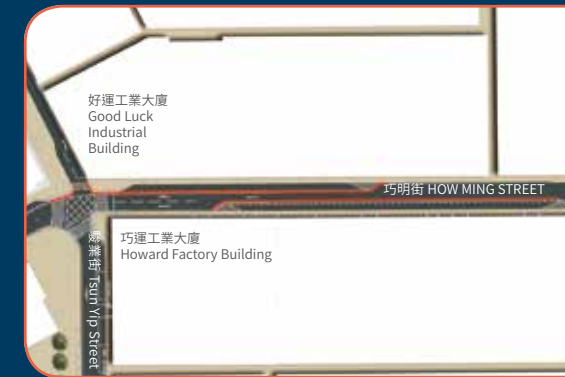 好運工業大廈
Good Luck
Industrial
Building
巧明街 HOW MING STREET
巧運工業大廈
Howard Factory Building
駿業街 Tsun Yip Street